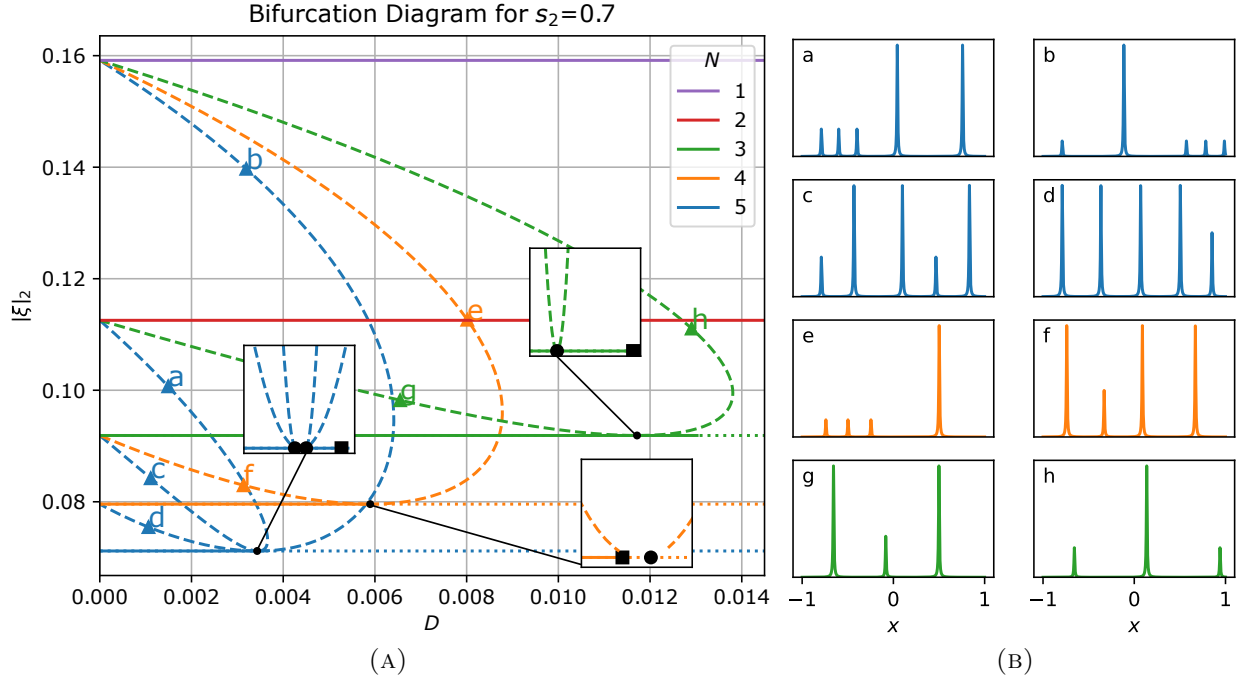 Bifurcation Diagram for s₂=0.7
|ξ|₂
0.16
0.14
0.12
0.10
0.08
0.000
0.002
0.004
0.006
0.008
0.010
0.012
0.014
D
N
1
2
3
4
5
b
a
c
d
f
e
g
h
(A)
a
b
c
d
e
f
g
h
−1
0
1
x
−1
0
1
x
(B)